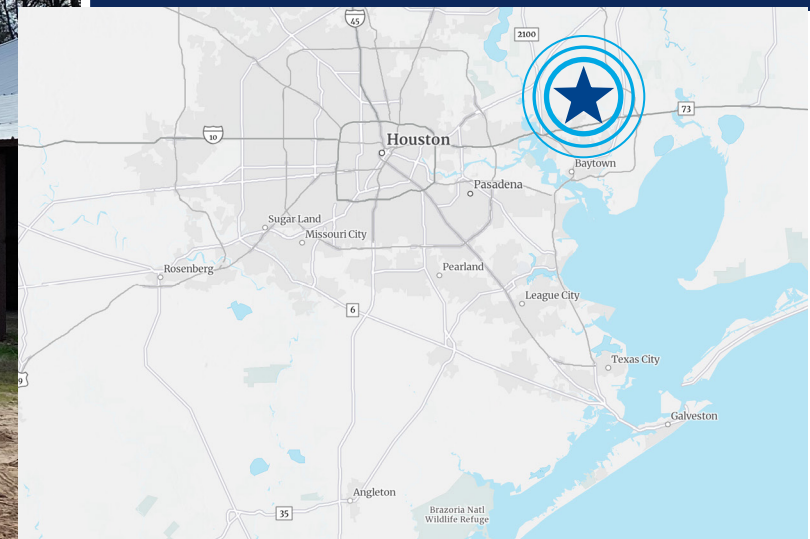 45
2100
73
10
Houston
Baytown
Pasadena
Sugar Land
Missouri City
Rosenberg
Pearland
League City
6
Texas City
9
Galveston
Angleton
35
Brazoria Natl
Wildlife Refuge